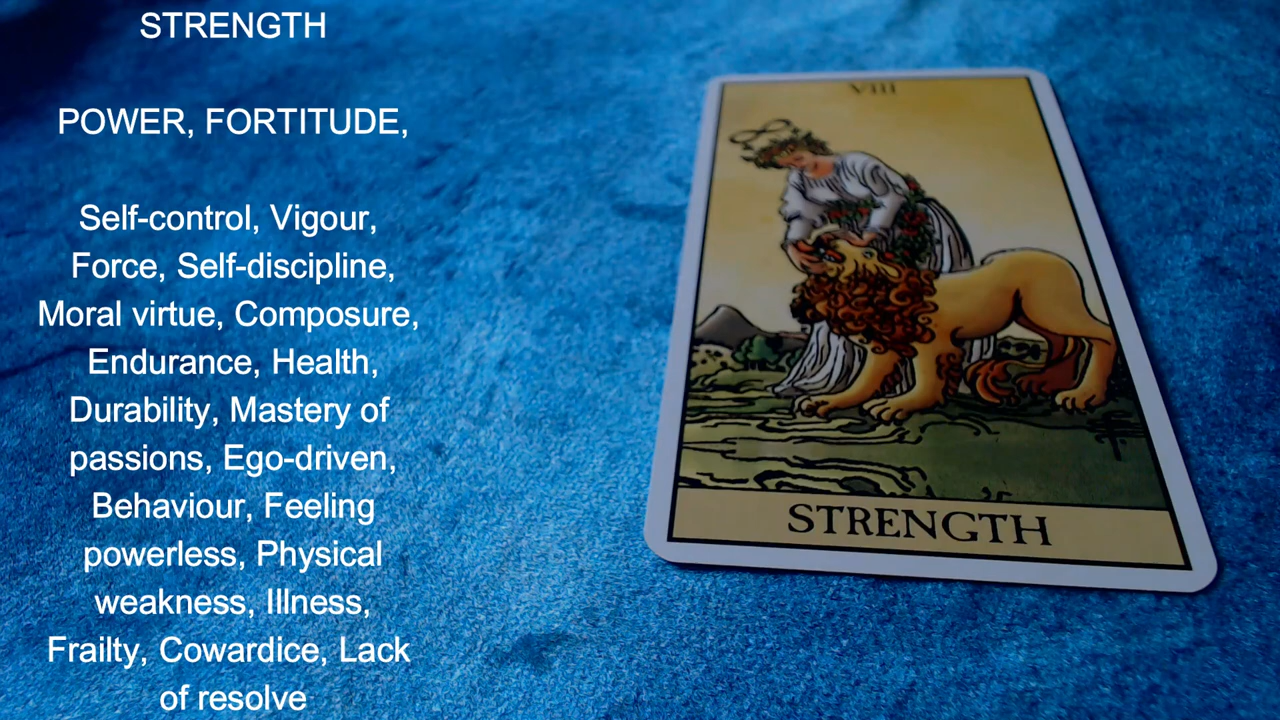 STRENGTH
POWER, FORTITUDE,
Self-control, Vigour,
Force, Self-discipline,
Moral virtue, Composure,
Endurance, Health,
Durability, Mastery of
passions, Ego-driven,
Behaviour, Feeling
powerless, Physical
weakness, Illness,
Frailty, Cowardice, Lack
of resolve
VIII
STRENGTH